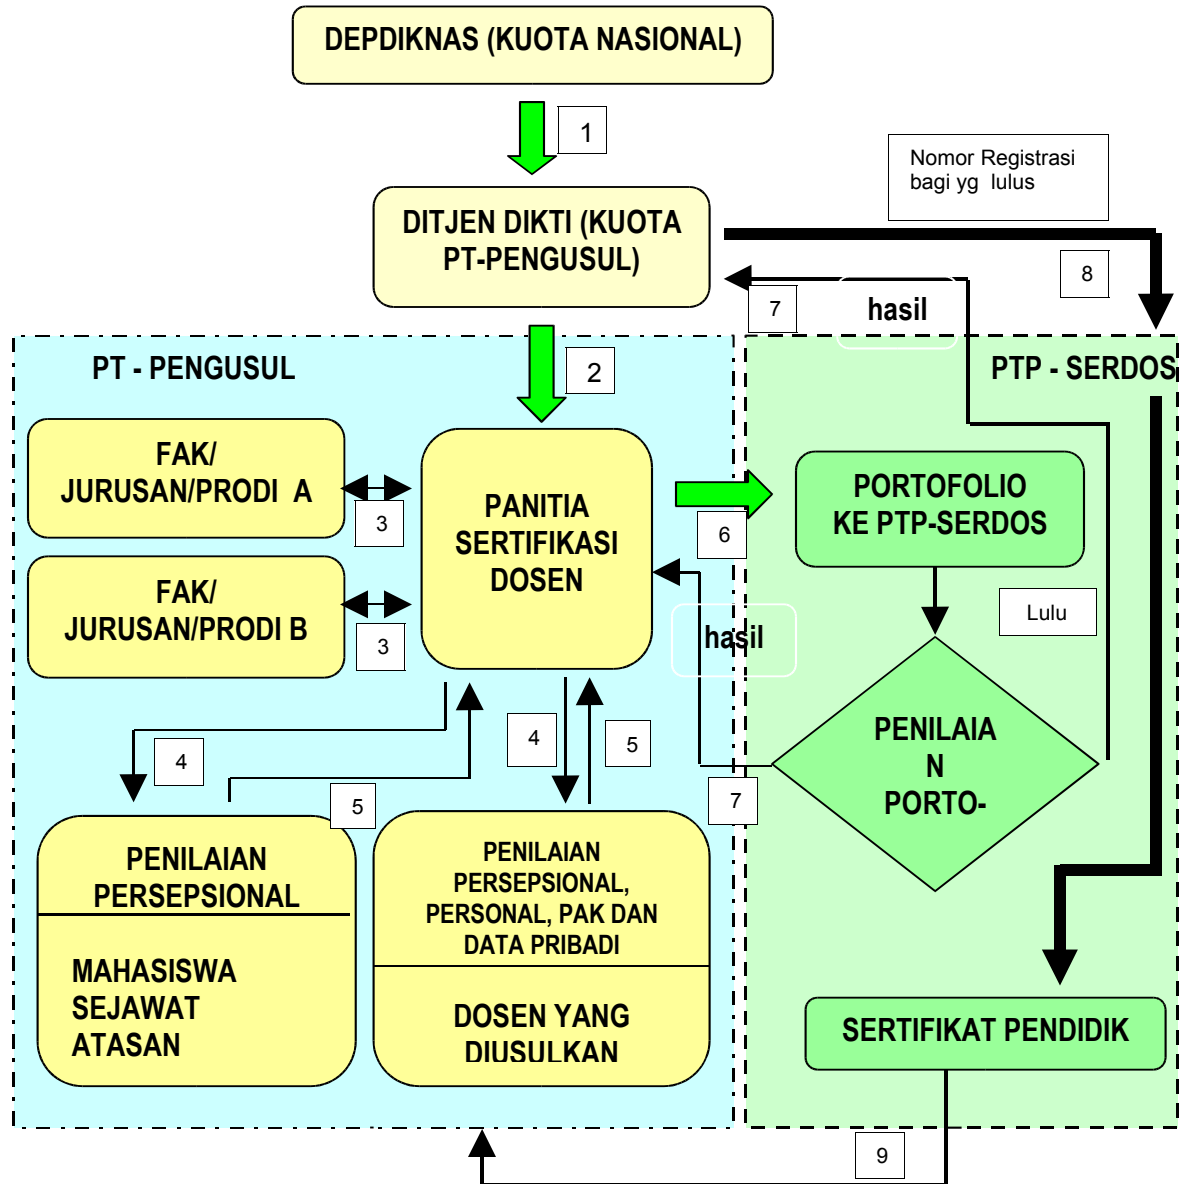 DEPDIKNAS (KUOTA NASIONAL)
1
Nomor Registrasi
bagi yg lulus
DITJEN DIKTI (KUOTA
PT-PENGUSUL)
8
7
hasil
PT - PENGUSUL
2
PTP - SERDOS
FAK/
JURUSAN/PRODI A
3
PANITIA
SERTIFIKASI
DOSEN
6
PORTOFOLIO
KE PTP-SERDOS
FAK/
JURUSAN/PRODI B
3
hasil
Lulu
4
4
5
5
7
PENILAIA
N
PORTO-
PENILAIAN
PERSEPSIONAL
MAHASISWA
SEJAWAT
ATASAN
PENILAIAN
PERSEPSIONAL,
PERSONAL, PAK DAN
DATA PRIBADI
DOSEN YANG
DIUSULKAN
SERTIFIKAT PENDIDIK
9